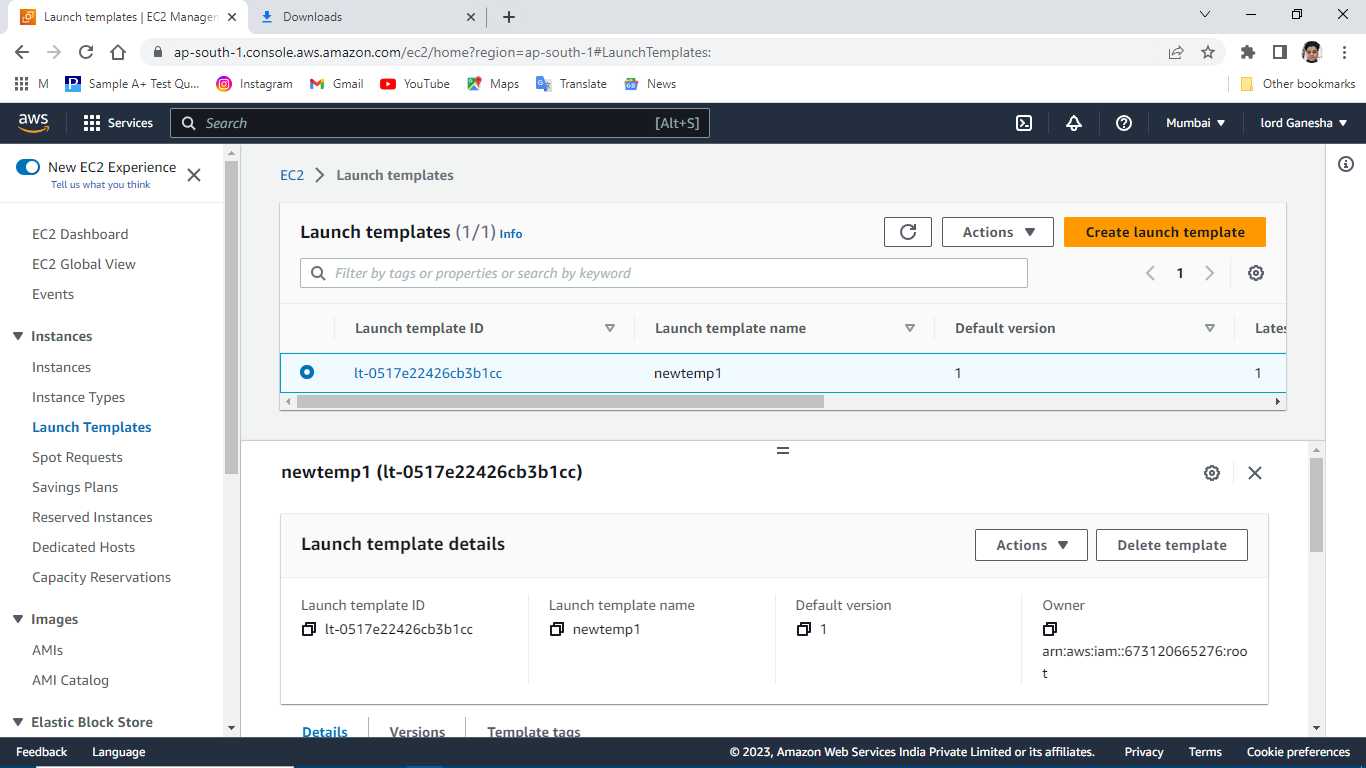 Launch templates | EC2 Managen
Downloads
ap-south-1.console.aws.amazon.com/ec2/home?region=ap-south-1#LaunchTemplates:
M
Sample A+ Test Qu...
Instagram
Gmail
YouTube
Maps
Translate
News
Other bookmarks
aws
Services
Search
[Alt+S]
Mumbai
lord Ganesha
New EC2 Experience
Tell us what you think
EC2 Dashboard
EC2 Global View
Events
Instances
Instances
Instance Types
Launch Templates
Spot Requests
Savings Plans
Reserved Instances
Dedicated Hosts
Capacity Reservations
Images
AMIs
AMI Catalog
Elastic Block Store
EC2 > Launch templates
Launch templates (1/1) Info
Actions
Create launch template
Filter by tags or properties or search by keyword
1
Launch template ID
Launch template name
Default version
Lates
lt-0517e22426cb3b1cc
newtemp1
1
1
newtemp1 (lt-0517e22426cb3b1cc)
Launch template details
Actions
Delete template
Launch template ID
lt-0517e22426cb3b1cc
Launch template name
newtemp1
Default version
1
Owner
arn:aws:iam::673120665276:roo
t
Details
Versions
Template tags
Feedback
Language
© 2023, Amazon Web Services India Private Limited or its affiliates.
Privacy
Terms
Cookie preferences